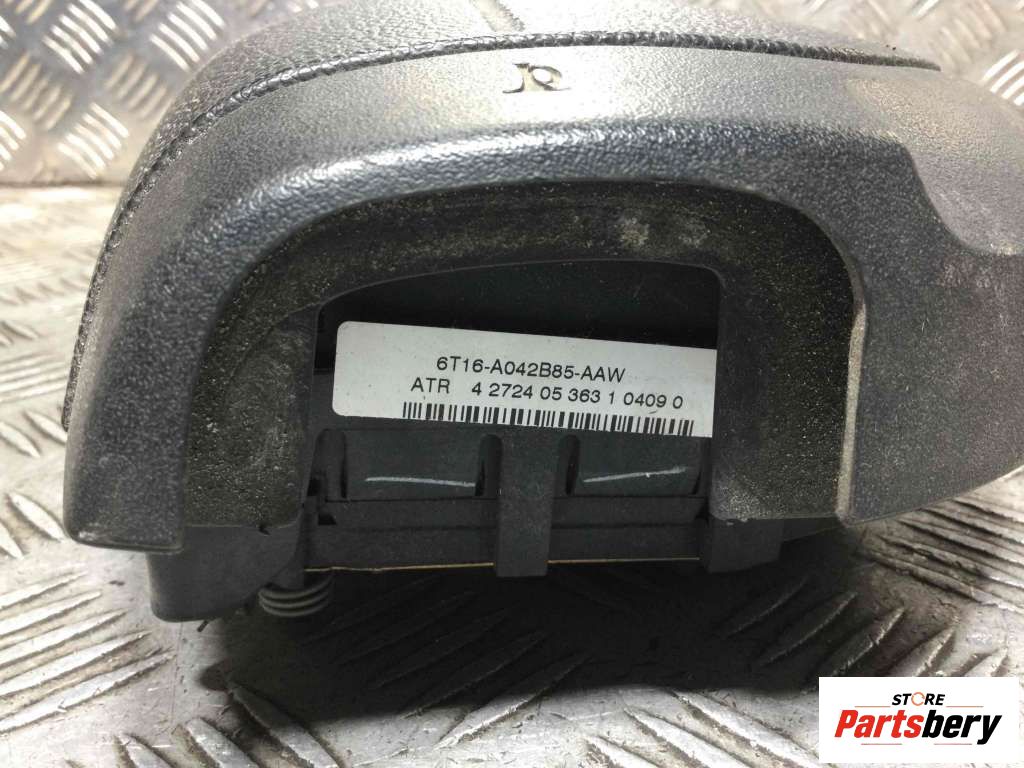 6T16-A042B85-AAW
ATR 4 2724 05 363 1 0409 0
STORE
Partsbery